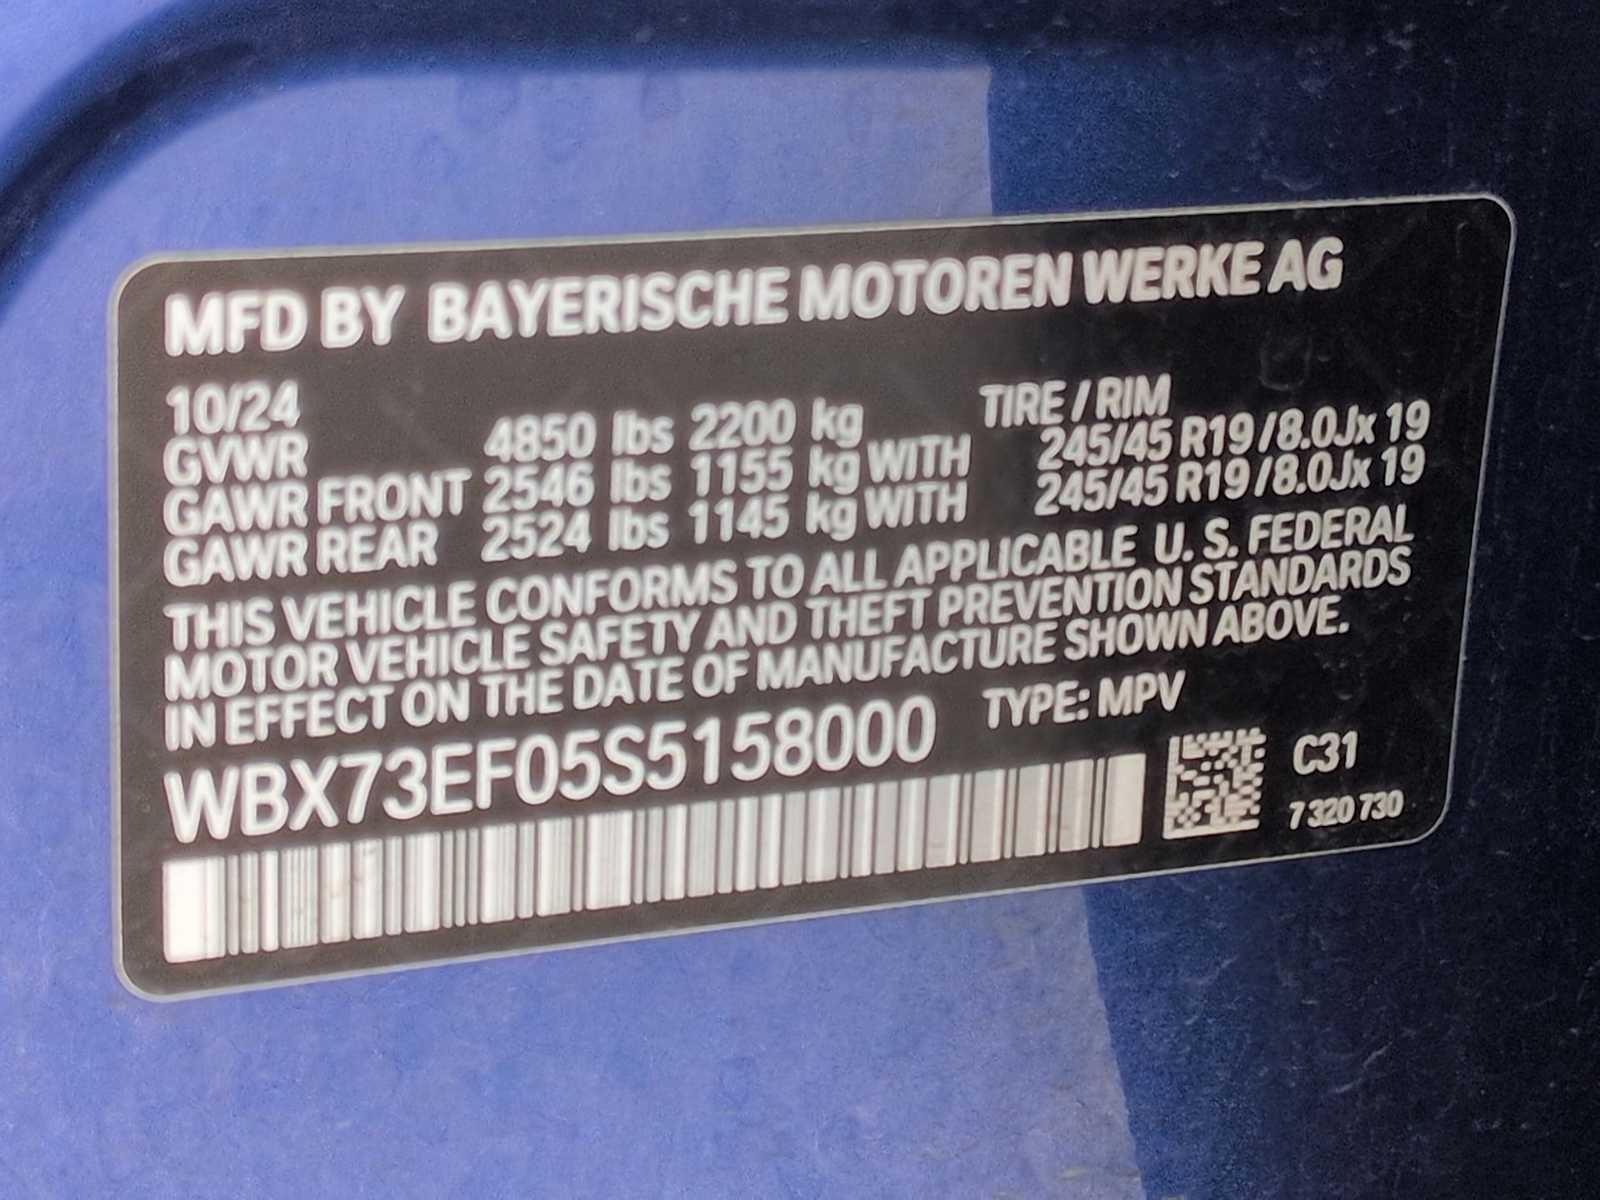 MFD BY BAYERISCHE MOTOREN WERKE AG
10/24 TIRE / RIM
GVWR 4850 lbs 2200 kg
GAWR FRONT 2546 lbs 1155 kg WITH 245/45 R19 /8.0Jx 19
GAWR REAR 2524 lbs 1145 kg WITH 245/45 R19 /8.0Jx 19
THIS VEHICLE CONFORMS TO ALL APPLICABLE U. S. FEDERAL
MOTOR VEHICLE SAFETY AND THEFT PREVENTION STANDARDS
IN EFFECT ON THE DATE OF MANUFACTURE SHOWN ABOVE.
WBX73EF05S5158000 TYPE: MPV
C31
7 320 730